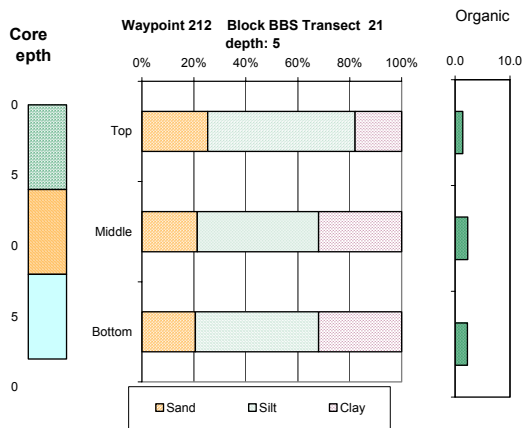 Waypoint 212 Block BBS Transect 21
depth: 5
Organic
Core
epth
0% 20% 40% 60% 80% 100%
0.0 10.0
0
5
0
5
0
Top
Middle
Bottom
Sand Silt Clay